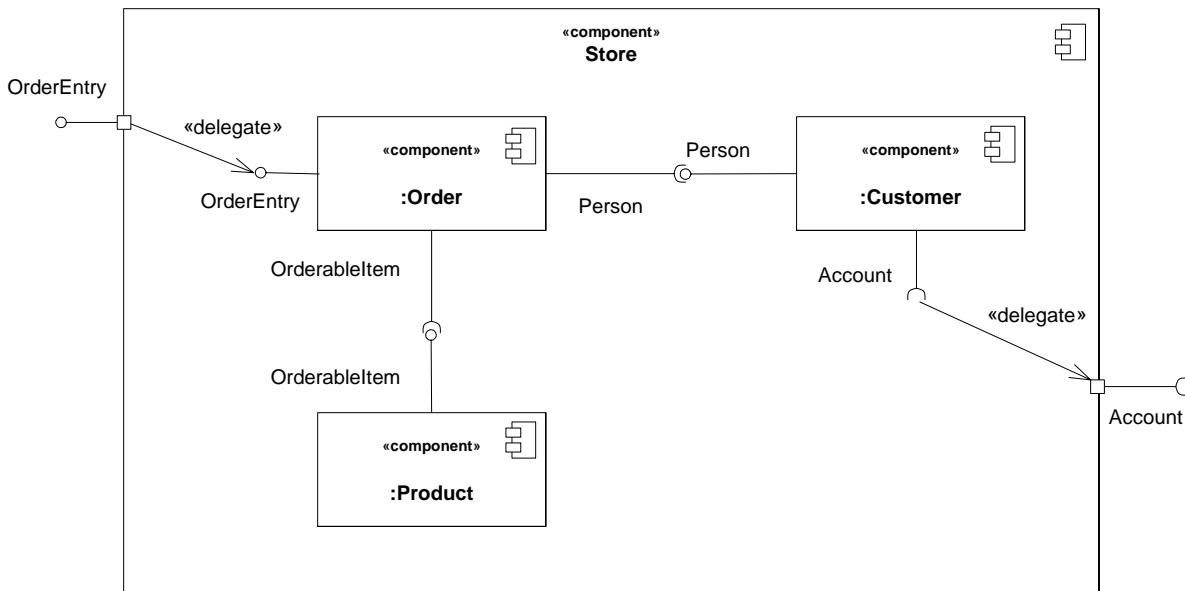 «component»
Store
OrderEntry
«delegate»
OrderEntry
«component»
:Order
Person
Person
«component»
:Customer
OrderableItem
Account
«delegate»
OrderableItem
Account
«component»
:Product